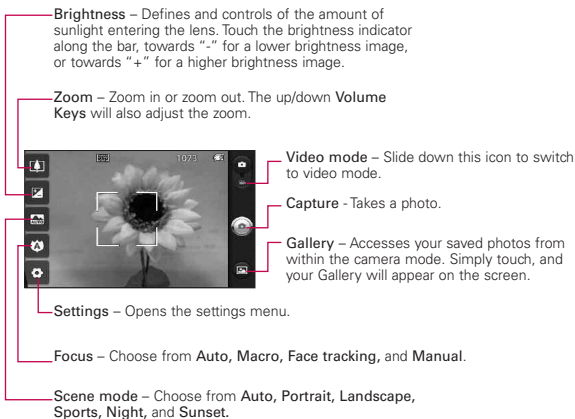 Brightness – Defines and controls of the amount of
sunlight entering the lens. Touch the brightness indicator
along the bar, towards "-" for a lower brightness image,
or towards "+" for a higher brightness image.
Zoom – Zoom in or zoom out. The up/down Volume
Keys will also adjust the zoom.
1073
AUTO
Video mode – Slide down this icon to switch
to video mode.
Capture - Takes a photo.
Gallery – Accesses your saved photos from
within the camera mode. Simply touch, and
your Gallery will appear on the screen.
Settings – Opens the settings menu.
Focus – Choose from Auto, Macro, Face tracking, and Manual.
Scene mode – Choose from Auto, Portrait, Landscape,
Sports, Night, and Sunset.